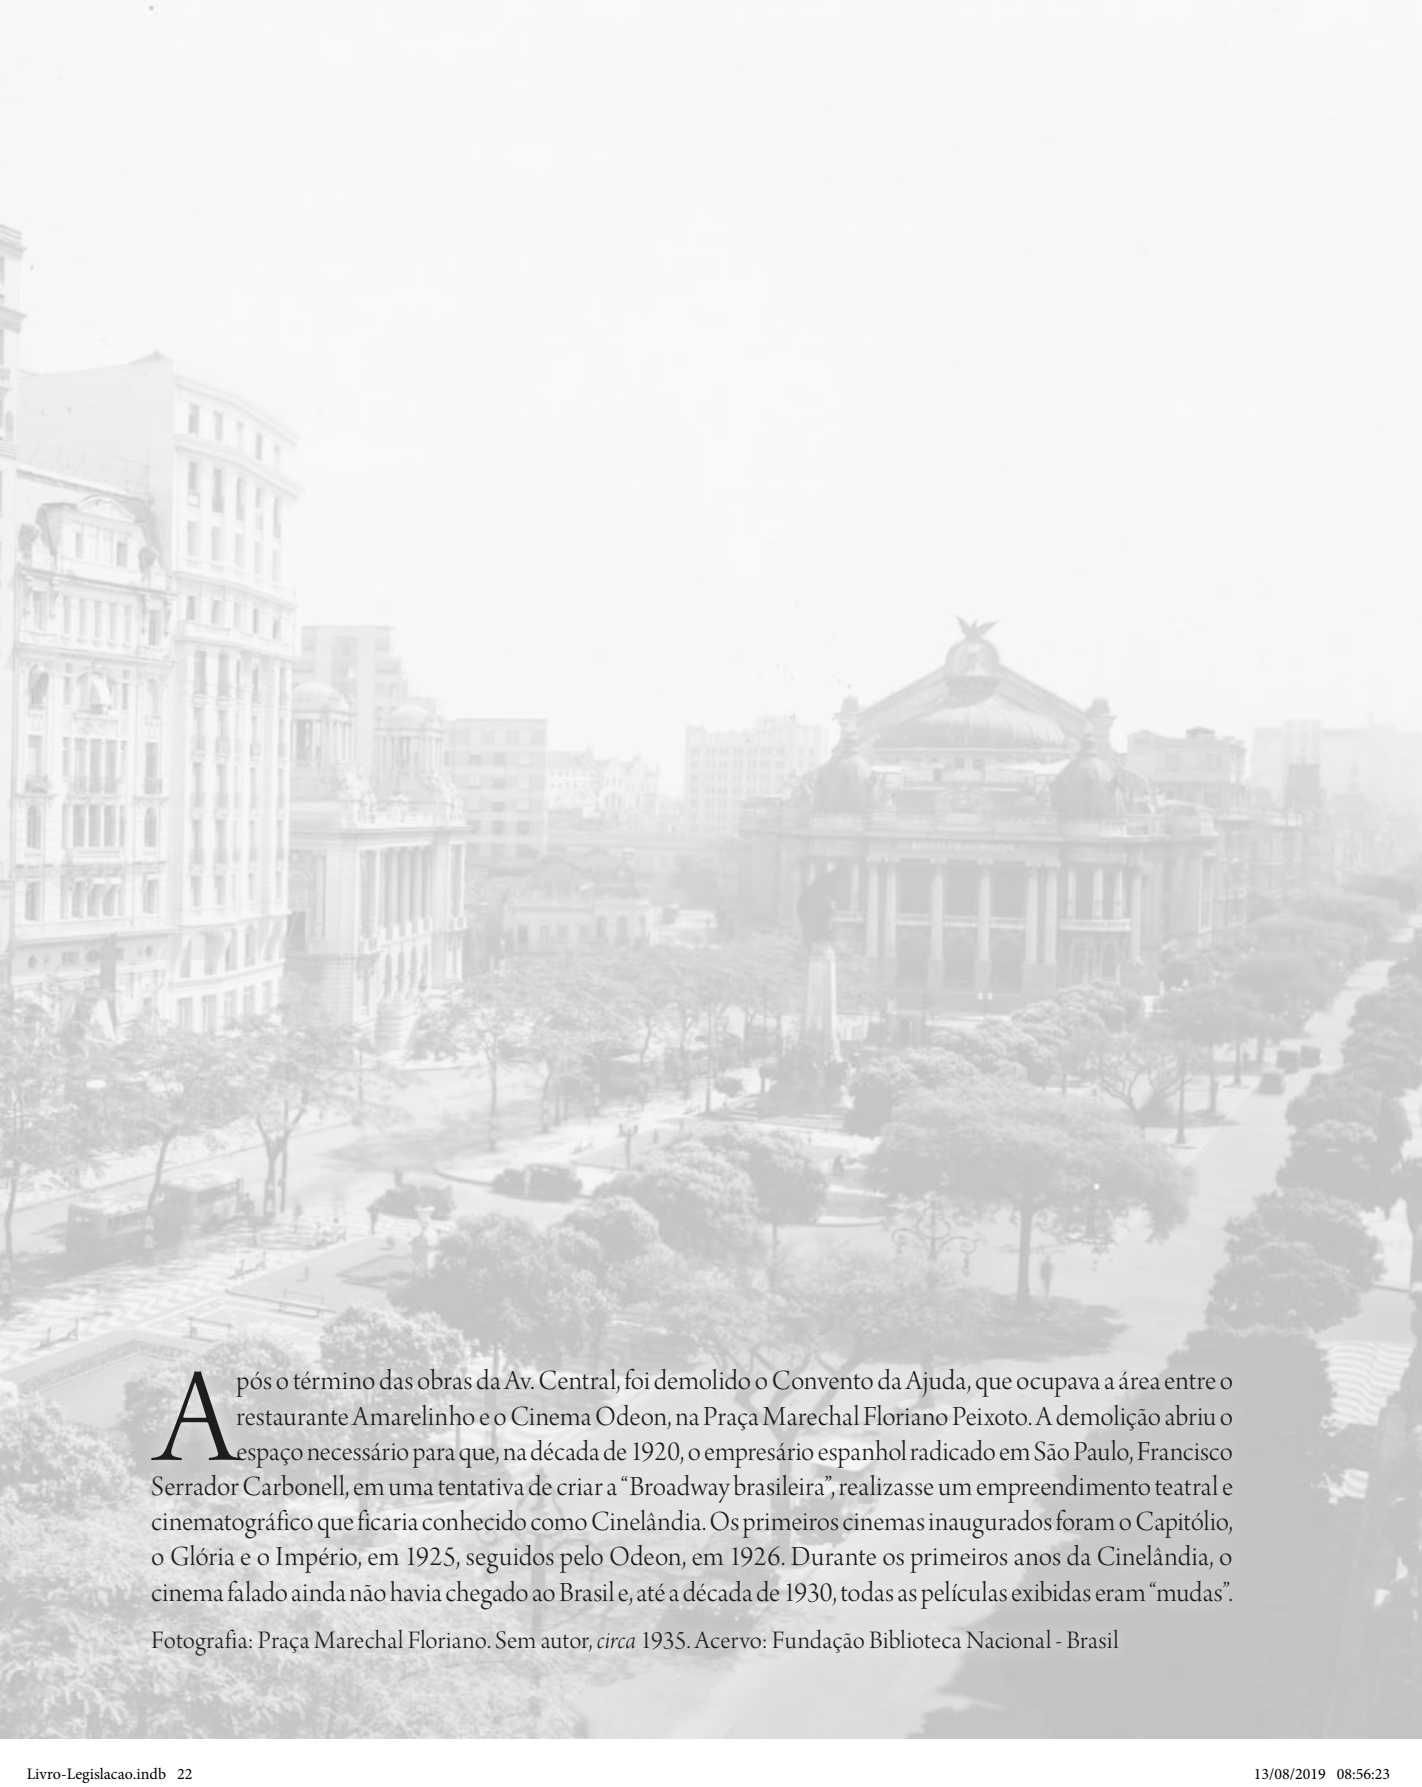 Após o término das obras da Av. Central, foi demolido o Convento da Ajuda, que ocupava a área entre o
restaurante Amarelinho e o Cinema Odeon, na Praça Marechal Floriano Peixoto. A demolição abriu o
espaço necessário para que, na década de 1920, o empresário espanhol radicado em São Paulo, Francisco
Serrador Carbonell, em uma tentativa de criar a “Broadway brasileira”, realizasse um empreendimento teatral e
cinematográfico que ficaria conhecido como Cinelândia. Os primeiros cinemas inaugurados foram o Capitólio,
o Glória e o Império, em 1925, seguidos pelo Odeon, em 1926. Durante os primeiros anos da Cinelândia, o
cinema falado ainda não havia chegado ao Brasil e, até a década de 1930, todas as películas exibidas eram “mudas”.
Fotografia: Praça Marechal Floriano. Sem autor, circa 1935. Acervo: Fundação Biblioteca Nacional - Brasil
Livro-Legislacao.indb 22
13/08/2019 08:56:23